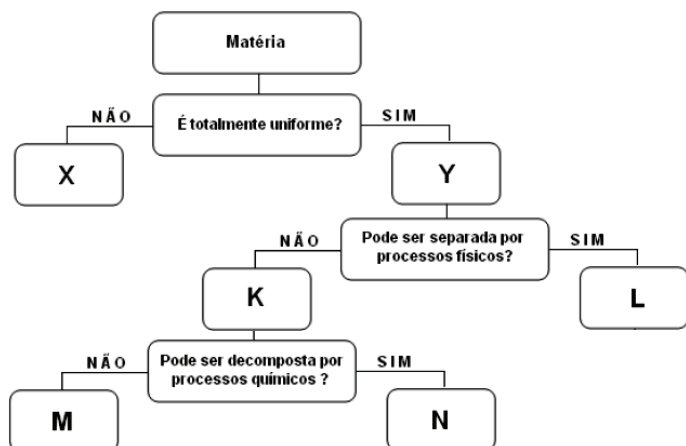 Matéria
É totalmente uniforme?
NÃO
SIM
X
Y
Pode ser separada por
processos físicos?
NÃO
SIM
K
L
Pode ser decomposta por
processos químicos ?
NÃO
SIM
M
N